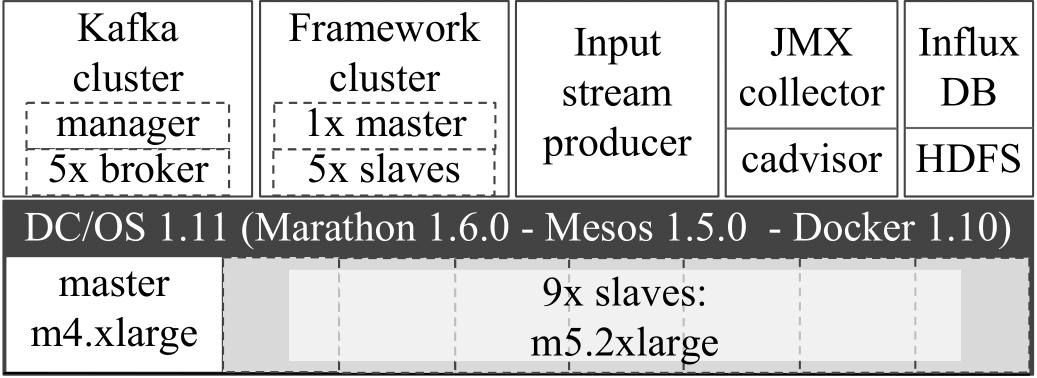 Kafka
cluster
manager
5x broker
Framework
cluster
1x master
5x slaves
Input
stream
producer
JMX
collector
cadvisor
Influx
DB
HDFS
DC/OS 1.11 (Marathon 1.6.0 - Mesos 1.5.0 - Docker 1.10)
master
m4.xlarge
9x slaves:
m5.2xlarge